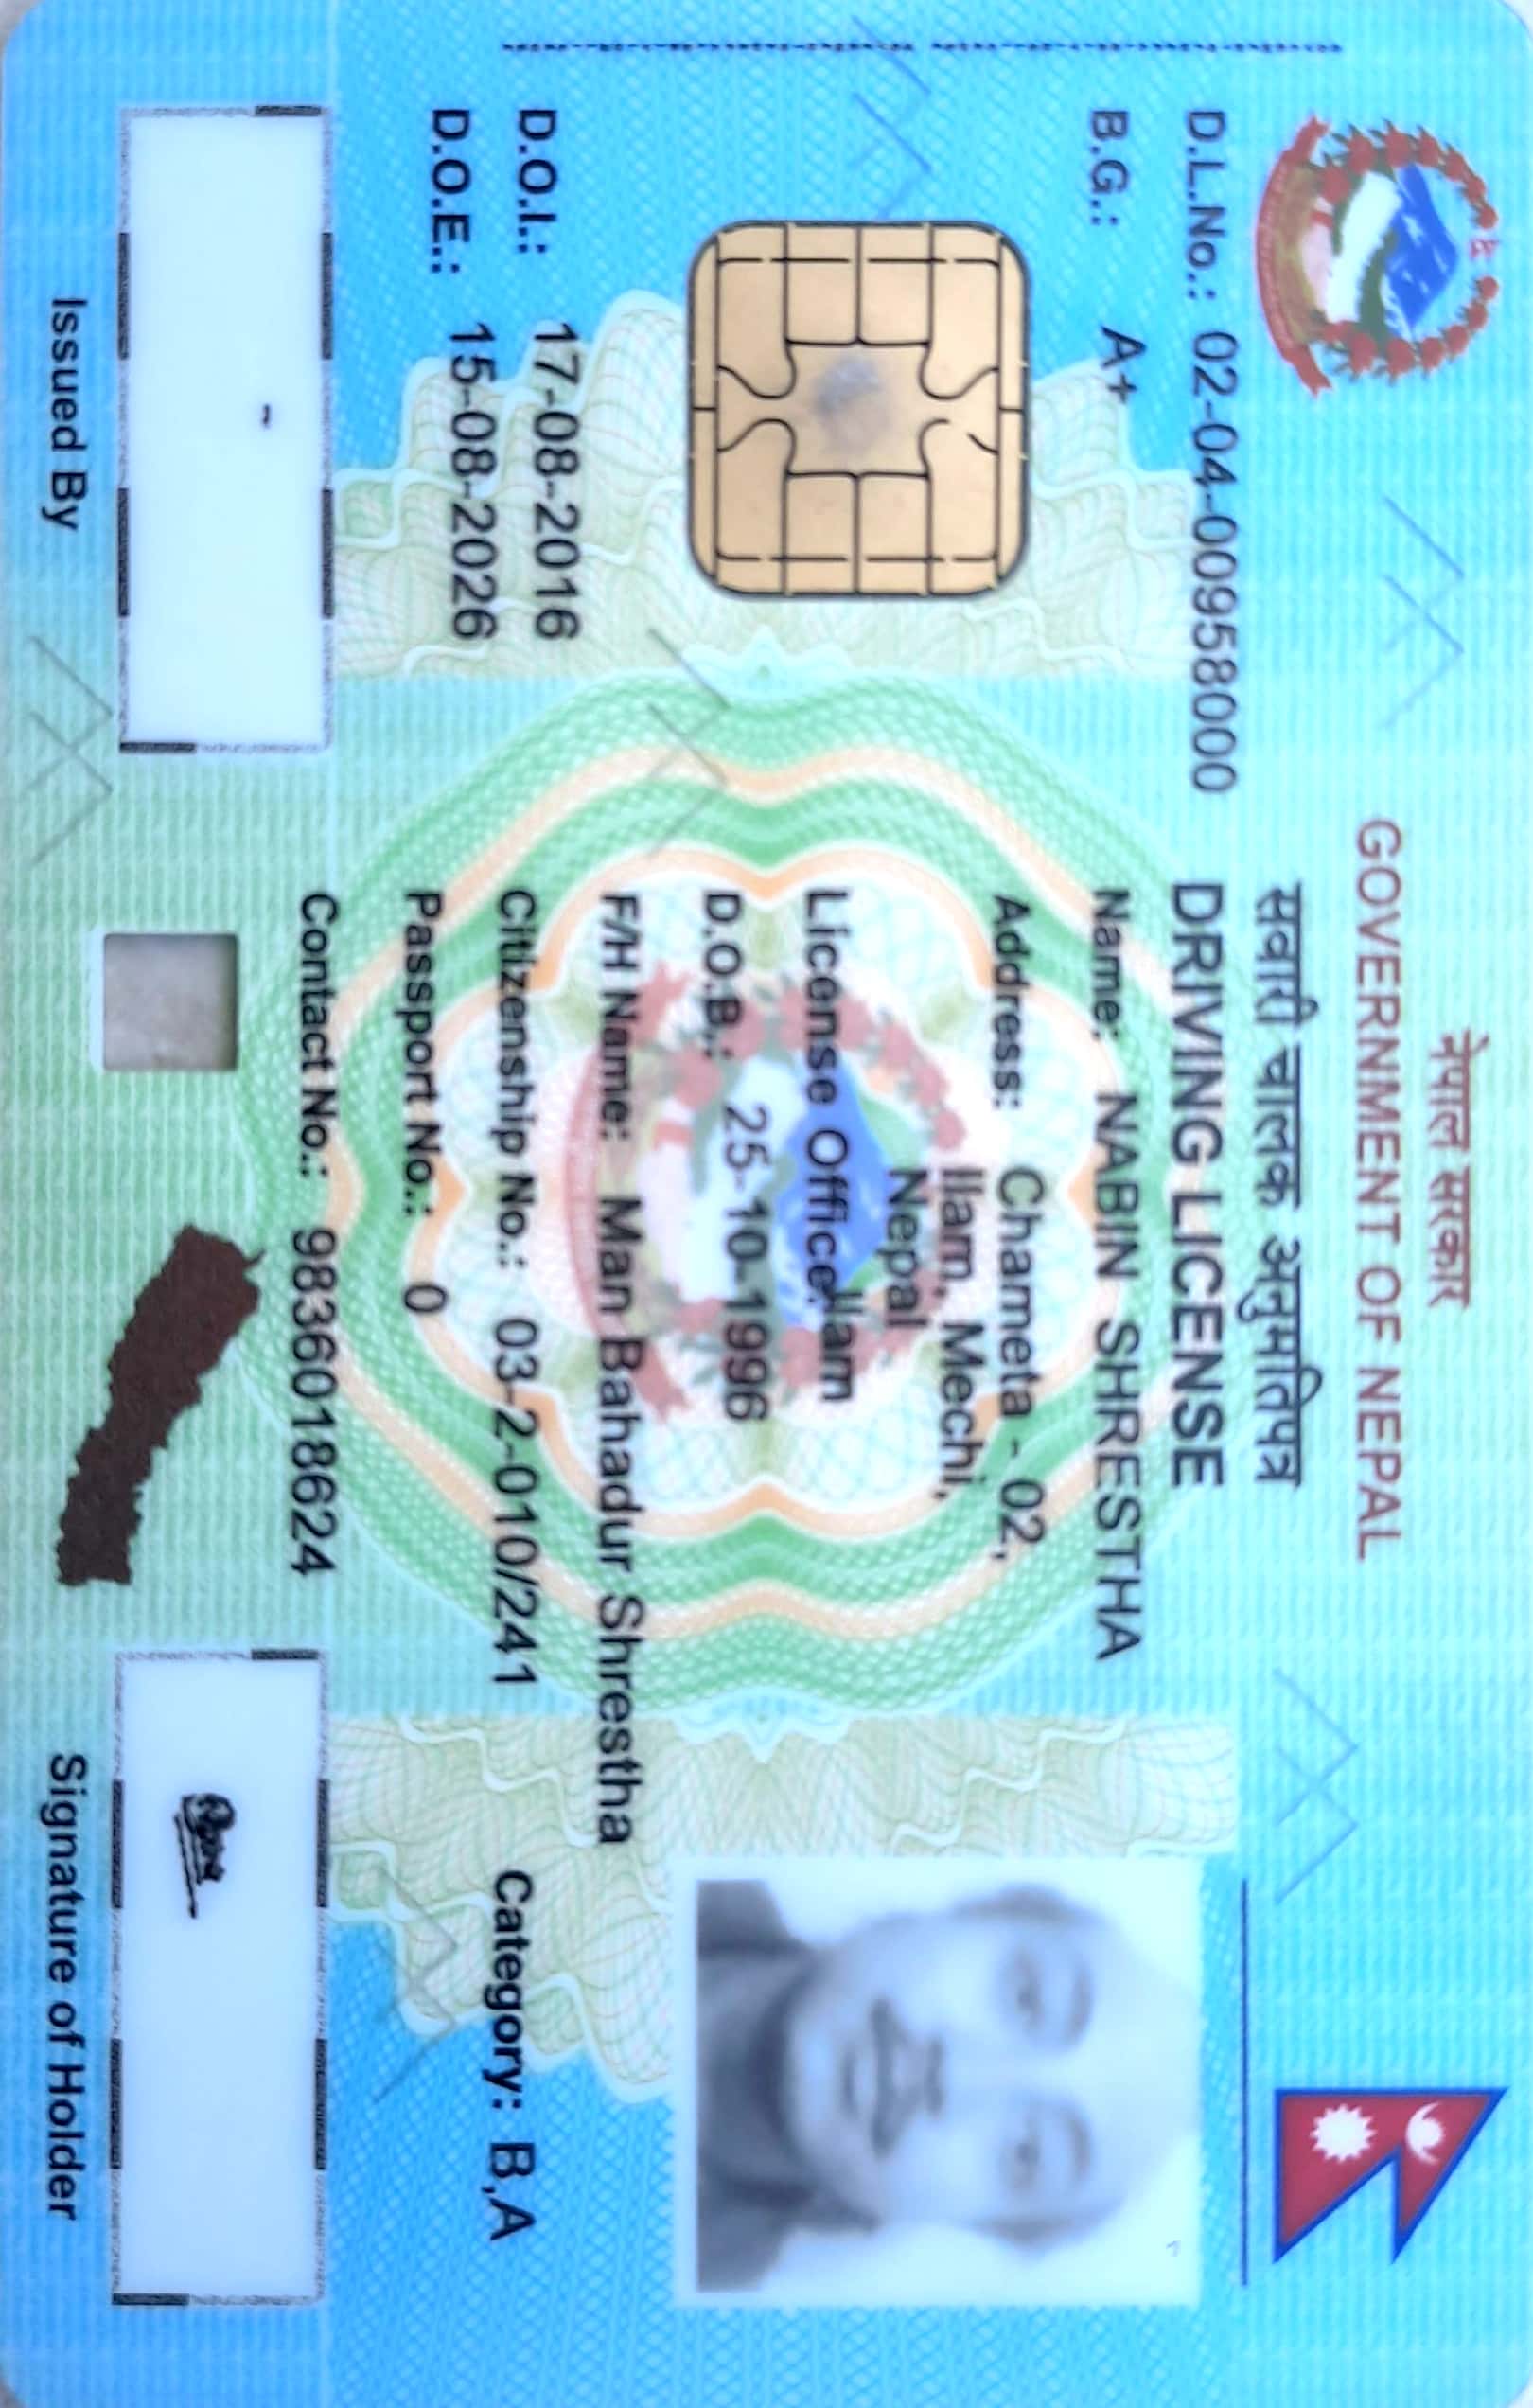 नेपाल सरकार
GOVERNMENT OF NEPAL
सवारी चालक अनुमतिपत्र
DRIVING LICENSE
D.L.No.: 02-04-00958000
B.G.: A+
Name: NABIN SHRESTHA
Address: Chameta - 02,
Ilam, Mechi,
Nepal
License Office: Ilam
D.O.B.: 25-10-1996
F/H Name: Man Bahadur Shrestha
D.O.I.: 17-08-2016
Citizenship No.: 03-2-010/241
Category: B,A
D.O.E.: 15-08-2026
Passport No.: 0
Contact No.: 9836018624
Issued By
Signature of Holder